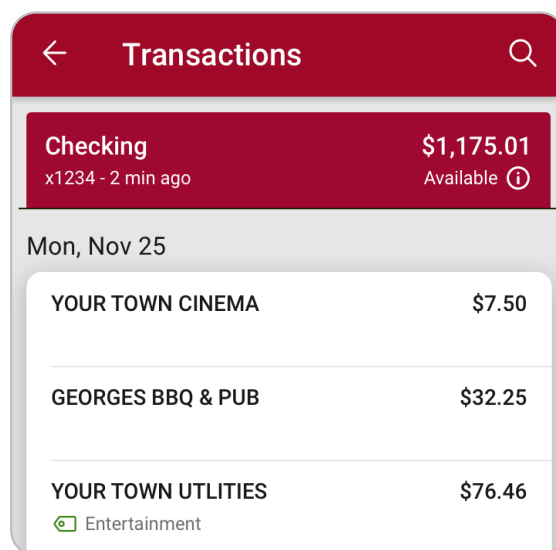 Transactions
Checking $1,175.01
x1234 - 2 min ago Available
Mon, Nov 25
YOUR TOWN CINEMA $7.50
GEORGES BBQ & PUB $32.25
YOUR TOWN UTLITIES $76.46
Entertainment